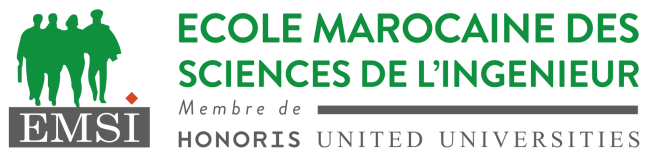 EMSI
ECOLE MAROCAINE DES
SCIENCES DE L'INGENIEUR
Membre de
HONORIS UNITED UNIVERSITIES